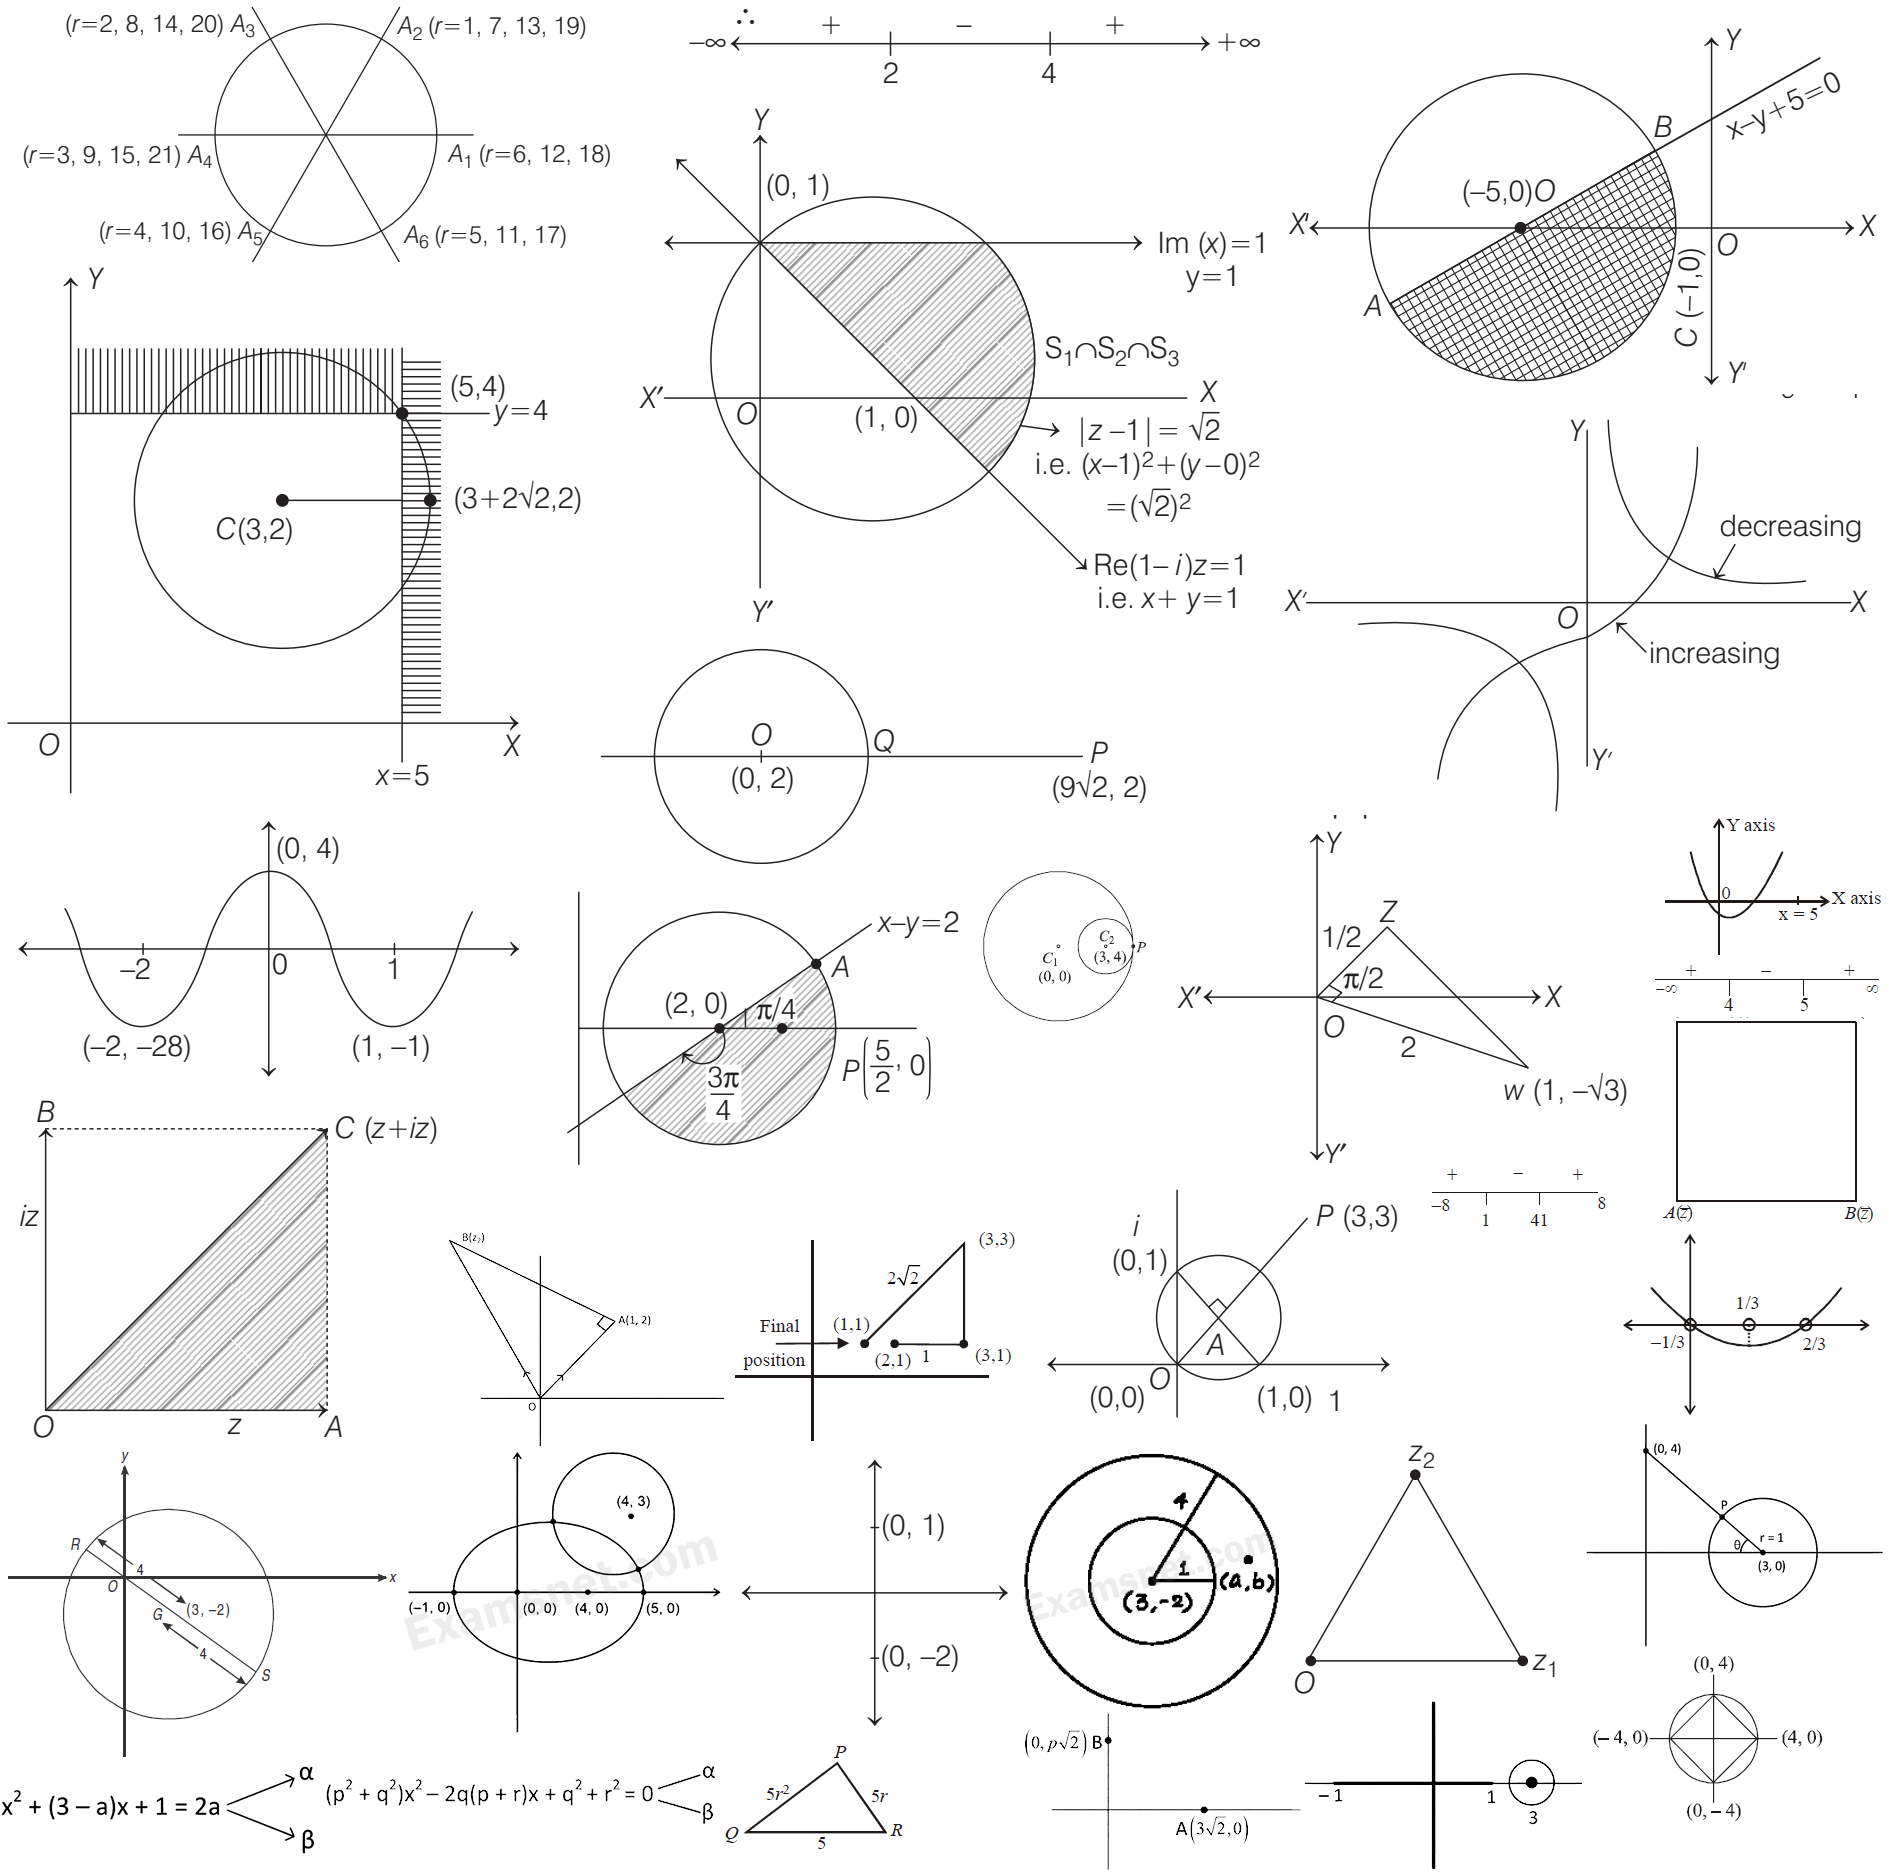 (r=2, 8, 14, 20) A₃
A₂ (r=1, 7, 13, 19)
(r=3, 9, 15, 21) A₄
A₁ (r=6, 12, 18)
(r=4, 10, 16) A₅
A₆ (r=5, 11, 17)
∴
+ − +
−∞ +∞
2 4
Y
x−y+5=0
B
(−5,0)O
X′ X
O
A
C (−1,0)
Y′
Y
(0, 1)
Im (x)=1
y=1
S₁∩S₂∩S₃
X′ X
O
(1, 0)
|z −1| = √2
i.e. (x−1)²+(y−0)²
=(√2)²
Re(1− i)z=1
i.e. x+ y=1
Y′
Y
(5,4)
y=4
(3+2√2,2)
C(3,2)
O X
x=5
Y
decreasing
X′ X
O
increasing
Y′
O Q
P
(0, 2)
(9√2, 2)
(0, 4)
−2 0 1
(−2, −28) (1, −1)
x−y=2
A
(2, 0) π/4
3π/4
P(5/2, 0)
C₁
(0, 0)
C₂
(3, 4)
P
Y
Z
1/2
π/2
X′ X
O
2
w (1, −√3)
Y′
Y axis
0
X axis
x = 5
+ − +
−∞ ∞
4 5
A(z̄) B(z̄)
B C (z+iz)
iz
O z A
B(z₂)
A(1, 2)
O
(3,3)
2√2
Final
position
(1,1)
(2,1) 1 (3,1)
i P (3,3)
(0,1)
A
O
(0,0) (1,0) 1
+ − +
−8 8
1 41
1/3
−1/3 2/3
y
R
4
O x
G
(3, −2)
4
S
(4, 3)
(−1, 0) (0, 0) (4, 0) (5, 0)
Examsnet.com
(0, 1)
(0, −2)
4
1
(a,b)
(3,-2)
Examsnet.com
z₂
O z₁
(0, 4)
P
r = 1
θ
(3, 0)
(0, 4)
(− 4, 0) (4, 0)
(0, − 4)
x² + (3 – a)x + 1 = 2a
α
β
(p² + q²)x² – 2q(p + r)x + q² + r² = 0
α
β
P
5r² 5r
Q 5 R
(0, p√2) B
A(3√2,0)
−1 1 3